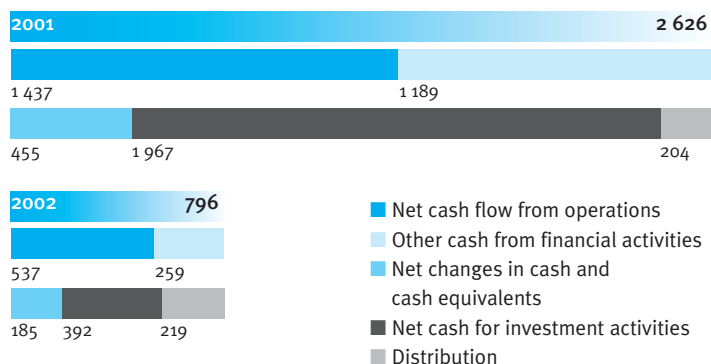 2001 2 626
1 437 1 189
455 1 967 204
2002 796
537 259
185 392 219
Net cash flow from operations
Other cash from financial activities
Net changes in cash and
cash equivalents
Net cash for investment activities
Distribution